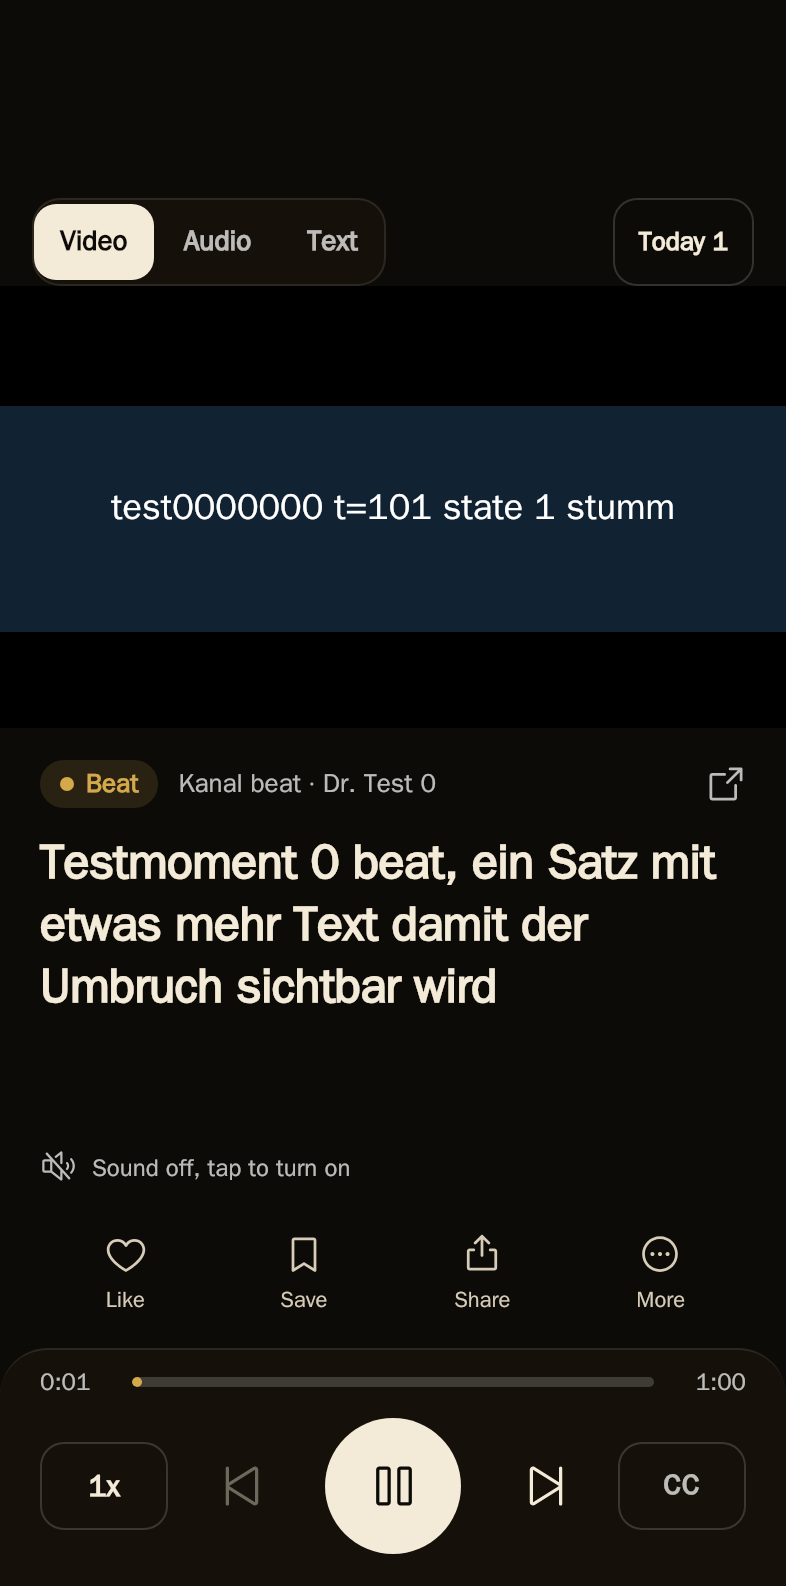 Video Audio Text Today 1
test0000000 t=101 state 1 stumm
Beat Kanal beat · Dr. Test 0
Testmoment 0 beat, ein Satz mit
etwas mehr Text damit der
Umbruch sichtbar wird
Sound off, tap to turn on
Like Save Share More
0:01 1:00
1x CC